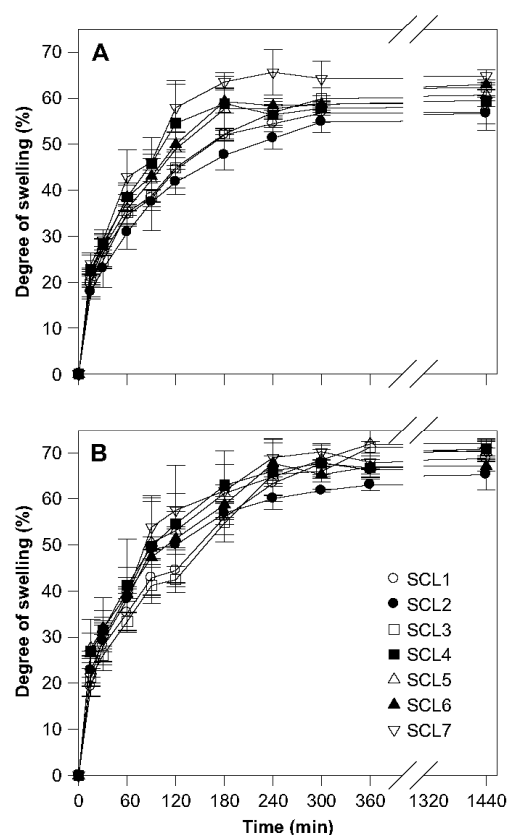 A
Degree of swelling (%)
70
60
50
40
30
20
10
0
B
Degree of swelling (%)
70
60
50
40
30
20
10
0
SCL1
SCL2
SCL3
SCL4
SCL5
SCL6
SCL7
0 60 120 180 240 300 360 1320 1440
Time (min)